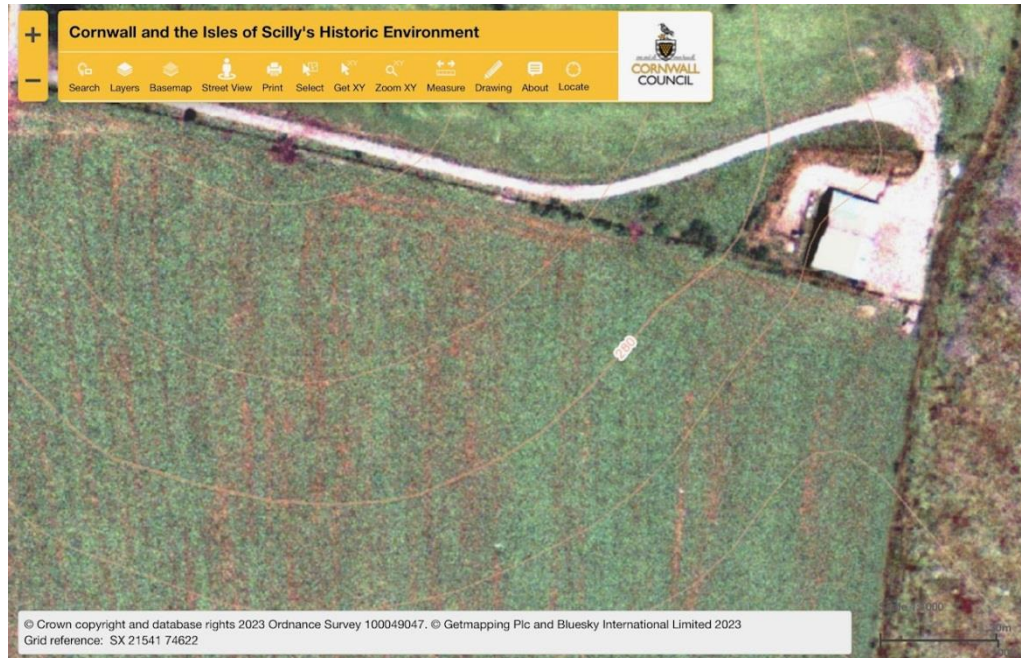 +
Cornwall and the Isles of Scilly's Historic Environment
Search Layers Basemap Street View Print Select Get XY Zoom XY Measure Drawing About Locate
CORNWALL
COUNCIL
−
280
© Crown copyright and database rights 2023 Ordnance Survey 100049047. © Getmapping Plc and Bluesky International Limited 2023
Grid reference: SX 21541 74622